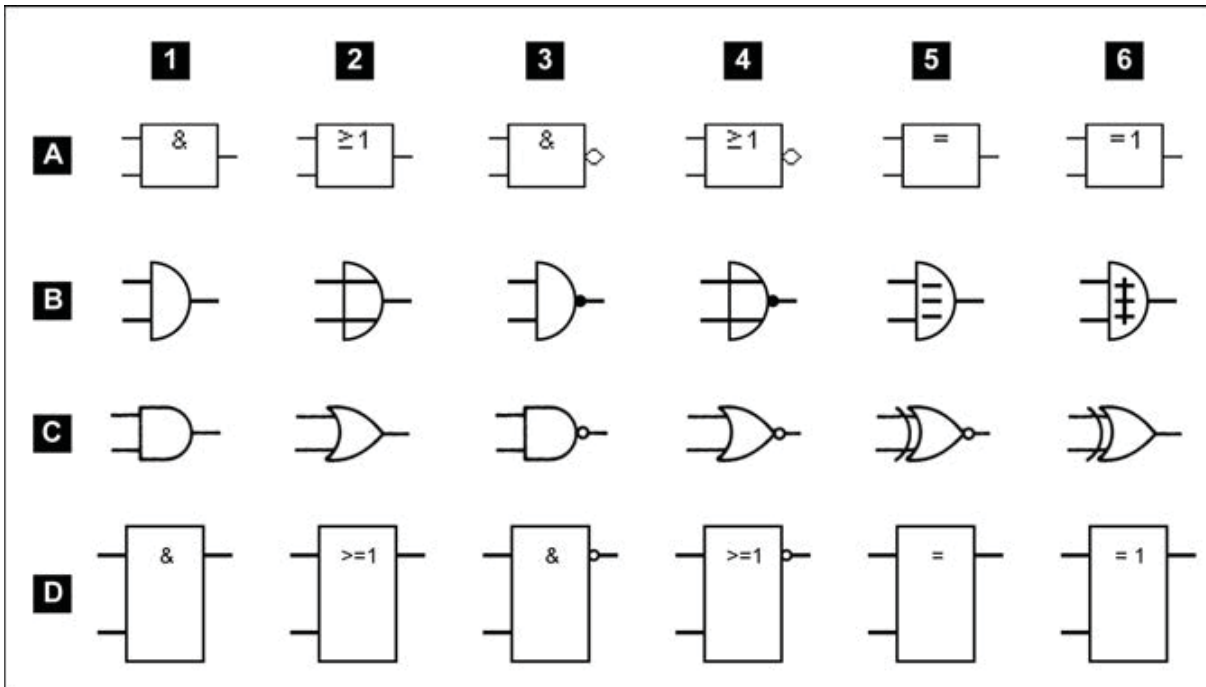 1 2 3 4 5 6
A & ≥1 & ≥1 = =1
B
C
D & >=1 & >=1 = = 1